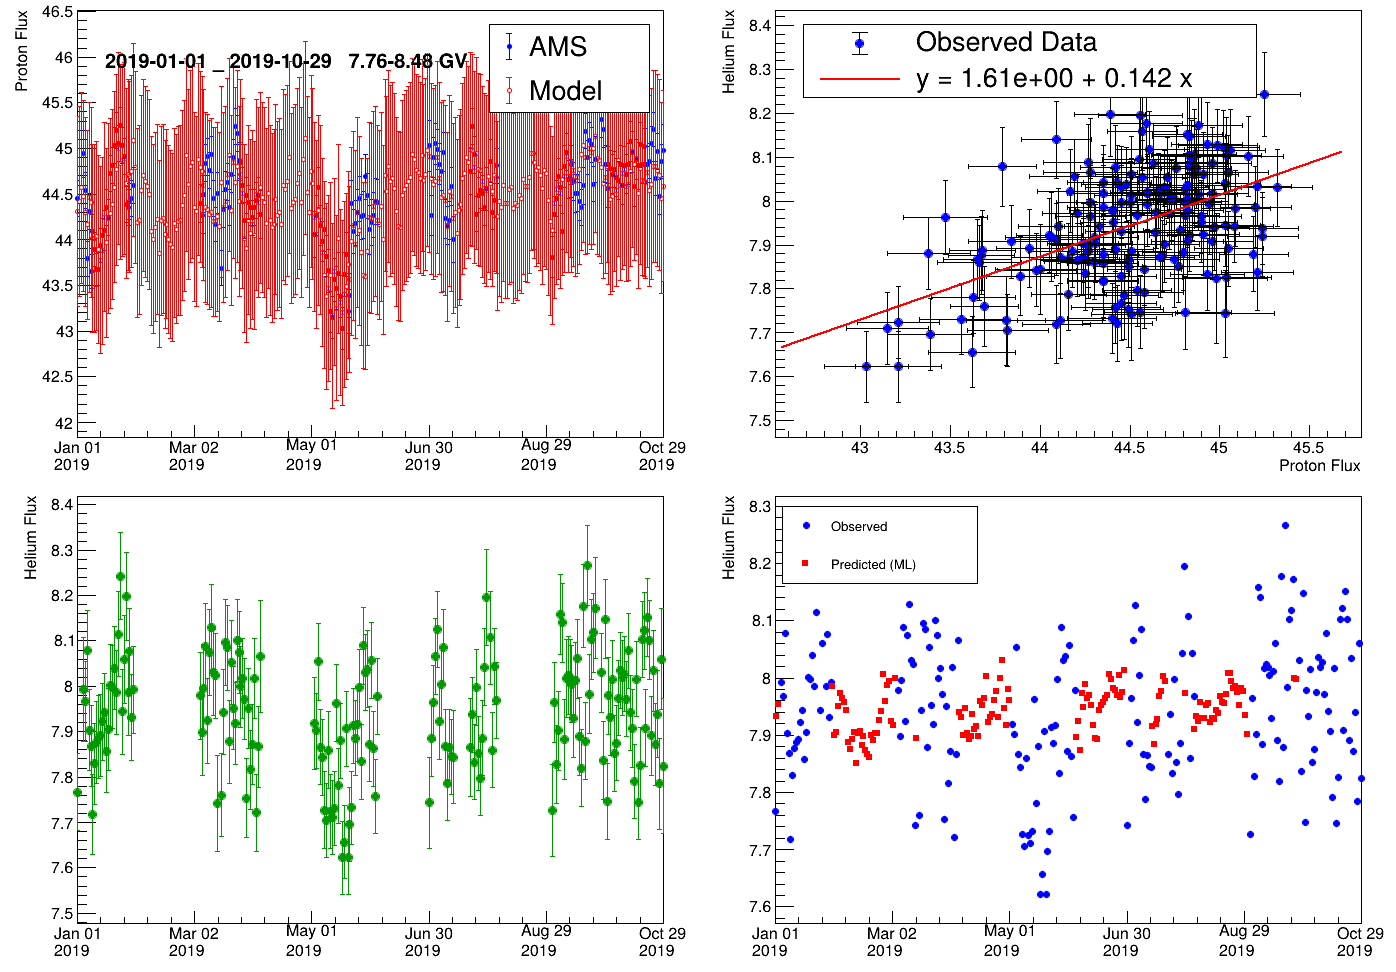 Proton Flux
46.5
46
45.5
45
44.5
44
43.5
43
42.5
42
2019-01-01 _ 2019-10-29 7.76-8.48 GV
AMS
Model
Jan 01
2019
Mar 02
2019
May 01
2019
Jun 30
2019
Aug 29
2019
Oct 29
2019
Helium Flux
8.4
8.3
8.2
8.1
8
7.9
7.8
7.7
7.6
7.5
Observed Data
y = 1.61e+00 + 0.142 x
43
43.5
44
44.5
45
45.5
Proton Flux
Helium Flux
8.4
8.3
8.2
8.1
8
7.9
7.8
7.7
7.6
7.5
Jan 01
2019
Mar 02
2019
May 01
2019
Jun 30
2019
Aug 29
2019
Oct 29
2019
Helium Flux
8.3
8.2
8.1
8
7.9
7.8
7.7
7.6
Observed
Predicted (ML)
Jan 01
2019
Mar 02
2019
May 01
2019
Jun 30
2019
Aug 29
2019
Oct 29
2019